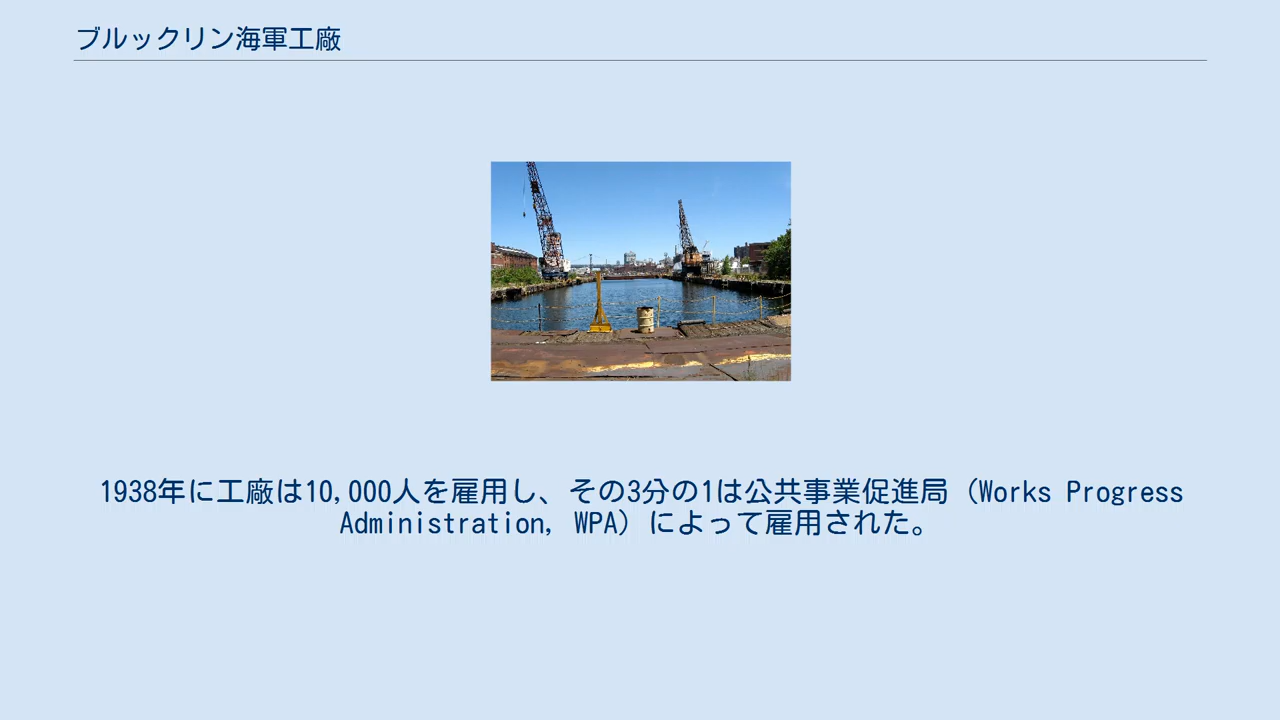 ブルックリン海軍工廠
1938年に工廠は10,000人を雇用し、その3分の1は公共事業促進局（Works Progress
Administration, WPA）によって雇用された。